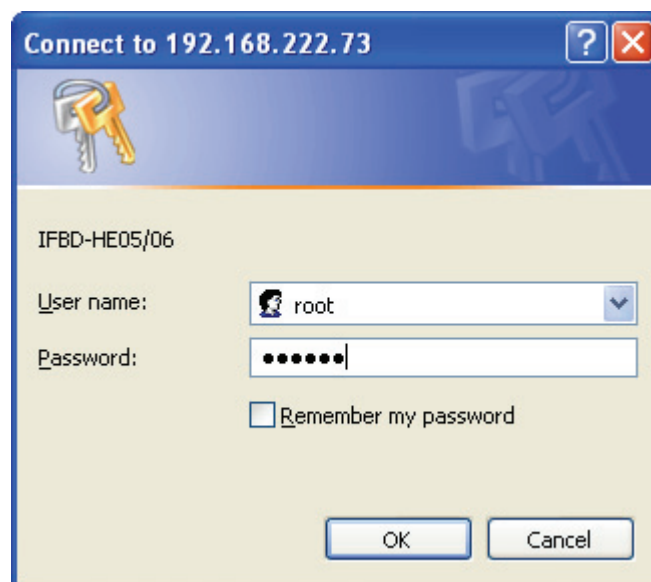 Connect to 192.168.222.73
IFBD-HE05/06
User name: root
Password: ●●●●●●
Remember my password
OK Cancel